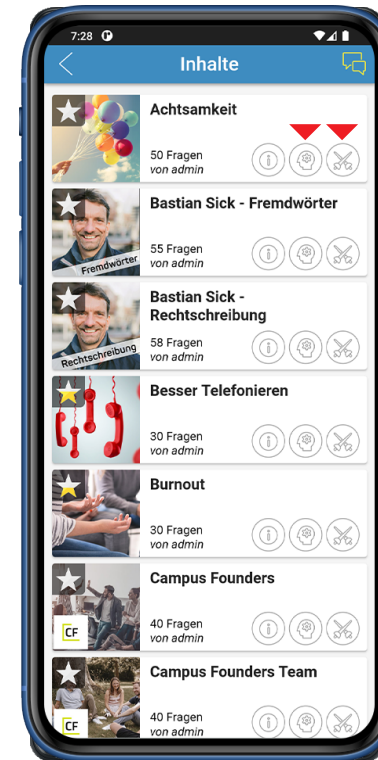 7:28
Inhalte
Achtsamkeit
50 Fragen
von admin
Bastian Sick - Fremdwörter
Fremdwörter
55 Fragen
von admin
Bastian Sick -
Rechtschreibung
Rechtschreibung
58 Fragen
von admin
Besser Telefonieren
30 Fragen
von admin
Burnout
30 Fragen
von admin
Campus Founders
CF
40 Fragen
von admin
Campus Founders Team
CF
40 Fragen
von admin